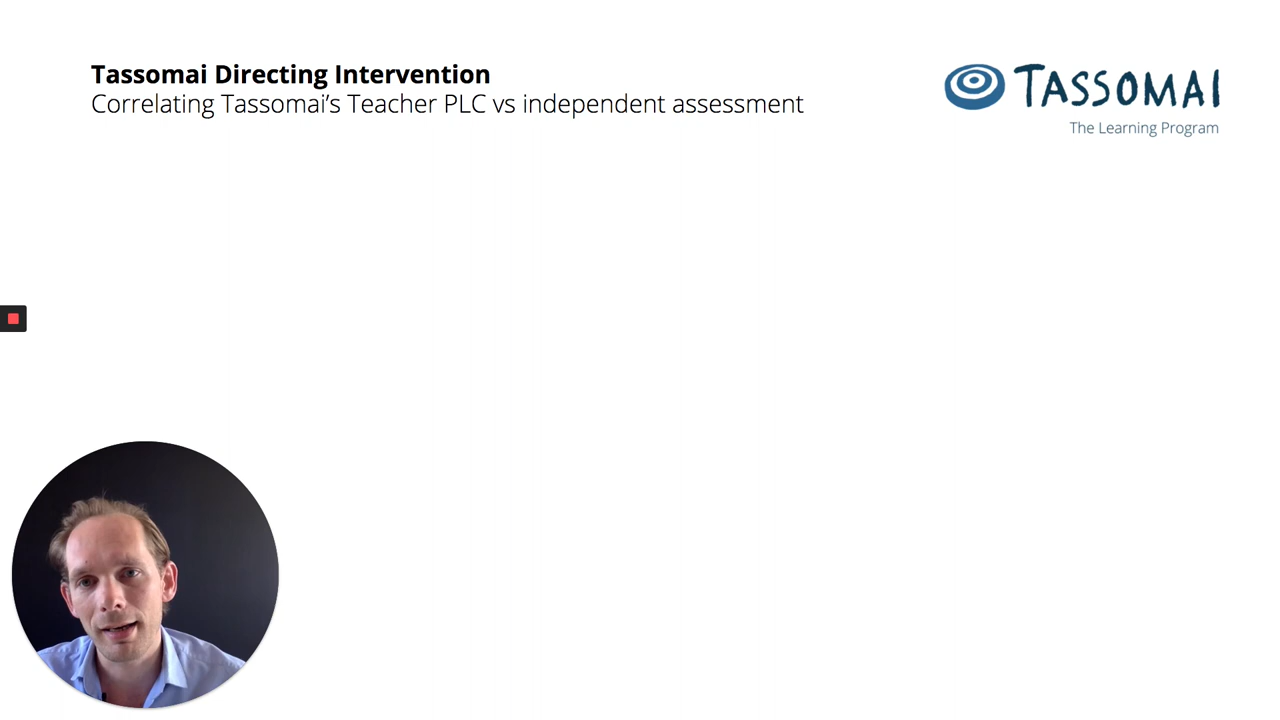 Tassomai Directing Intervention
Correlating Tassomai’s Teacher PLC vs independent assessment
TASSOMAI
The Learning Program